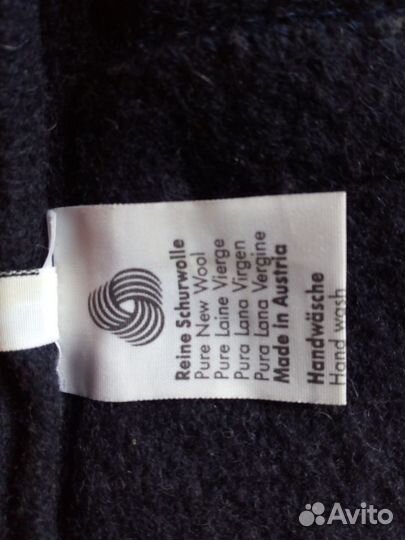 Reine Schurwolle
Pure New Wool
Pure Laine Vierge
Pura Lana Virgen
Pura Lana Vergine
Made in Austria
Handwäsche
Hand wash
Avito